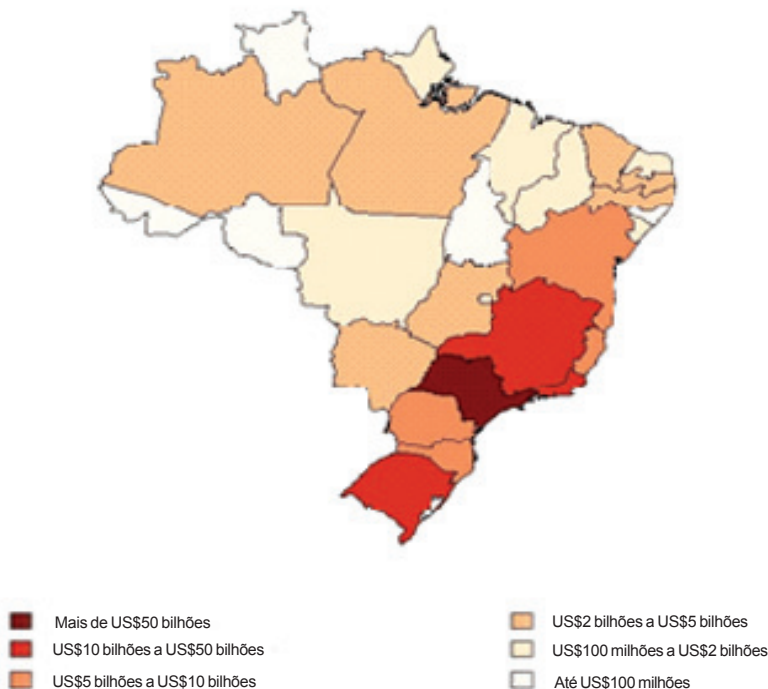 Mais de US$50 bilhões
US$10 bilhões a US$50 bilhões
US$5 bilhões a US$10 bilhões
US$2 bilhões a US$5 bilhões
US$100 milhões a US$2 bilhões
Até US$100 milhões